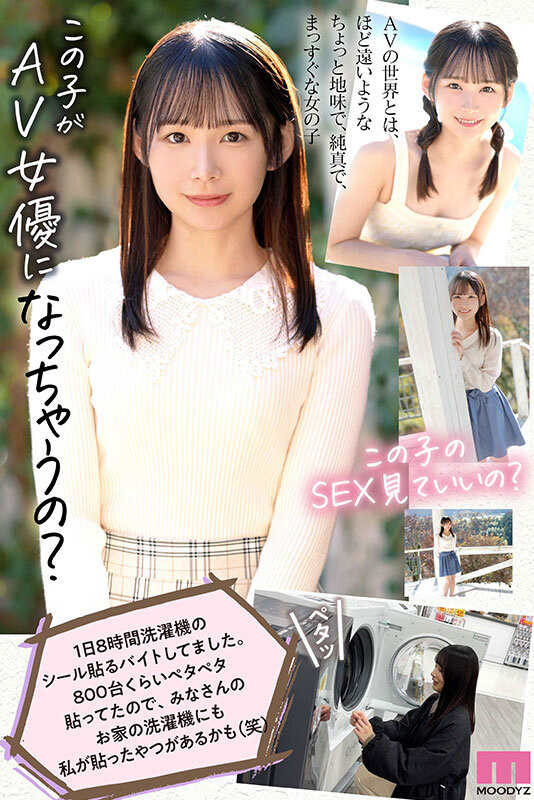 AVの世界とは、
ほど遠いような
ちょっと地味で、純真で、
まっすぐな女の子
この子が
AV女優に
なっちゃうの?
この子の
SEX見ていいの?
ペタッ
1日8時間洗濯機の
シール貼るバイトしてました。
800台くらいペタペタ
貼ってたので、みなさんの
お家の洗濯機にも
私が貼ったやつがあるかも(笑)
MOODYZ